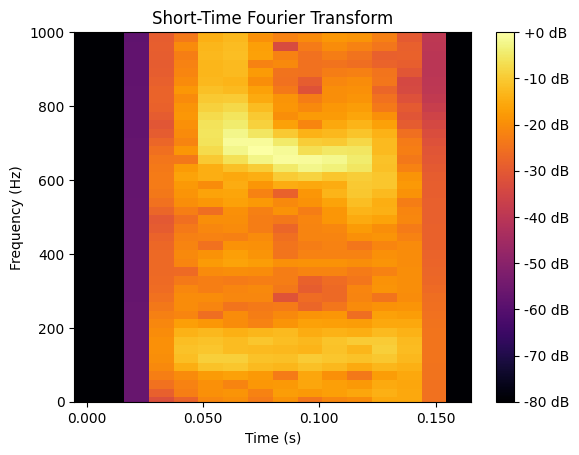 Short-Time Fourier Transform
1000
800
600
400
200
0
Frequency (Hz)
0.000
0.050
0.100
0.150
Time (s)
+0 dB
-10 dB
-20 dB
-30 dB
-40 dB
-50 dB
-60 dB
-70 dB
-80 dB